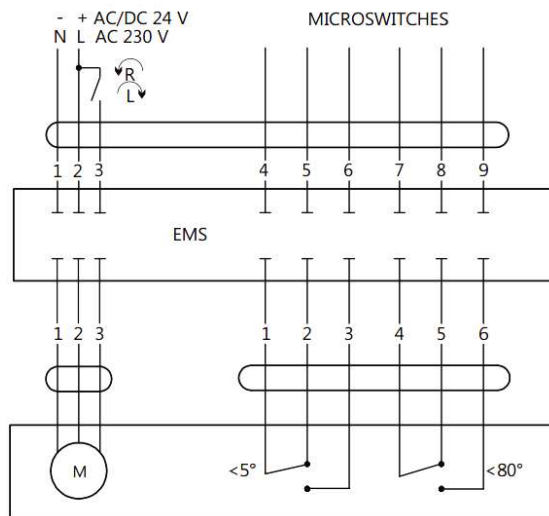 - + AC/DC 24 V MICROSWITCHES
N L AC 230 V
R
L
1 2 3 4 5 6 7 8 9
EMS
1 2 3 1 2 3 4 5 6
M <5° <80°